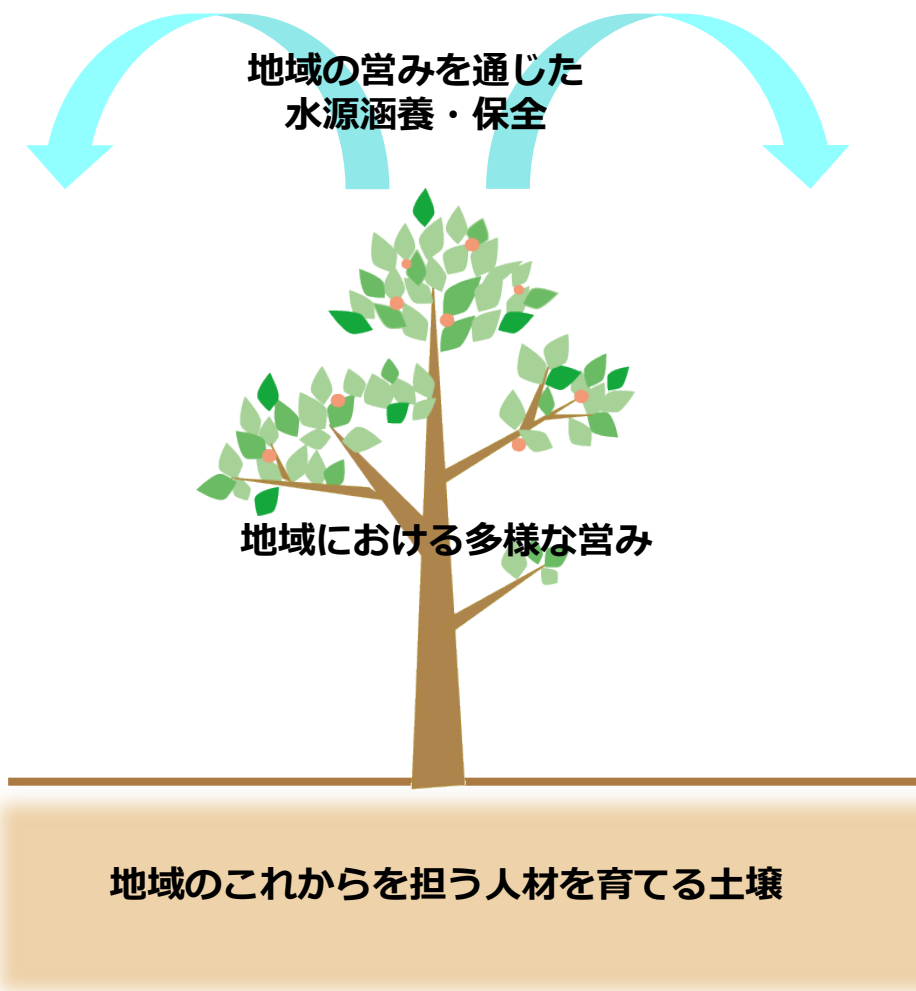 地域の営みを通じた
水源涵養・保全
地域における多様な営み
地域のこれからを担う人材を育てる土壌